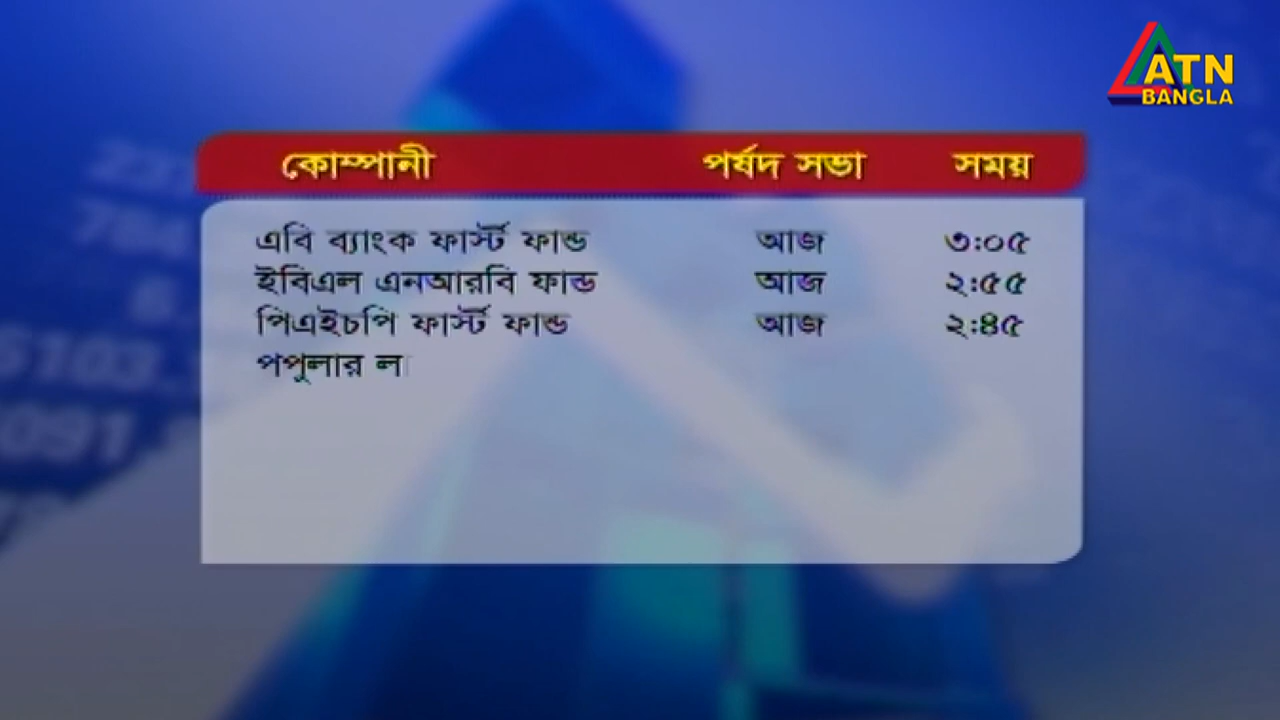 ATN
BANGLA
কোম্পানী পর্ষদ সভা সময়
এবি ব্যাংক ফার্স্ট ফান্ড আজ ৩:০৫
ইবিএল এনআরবি ফান্ড আজ ২:৫৫
পিএইচপি ফার্স্ট ফান্ড আজ ২:৪৫
পপুলার ল